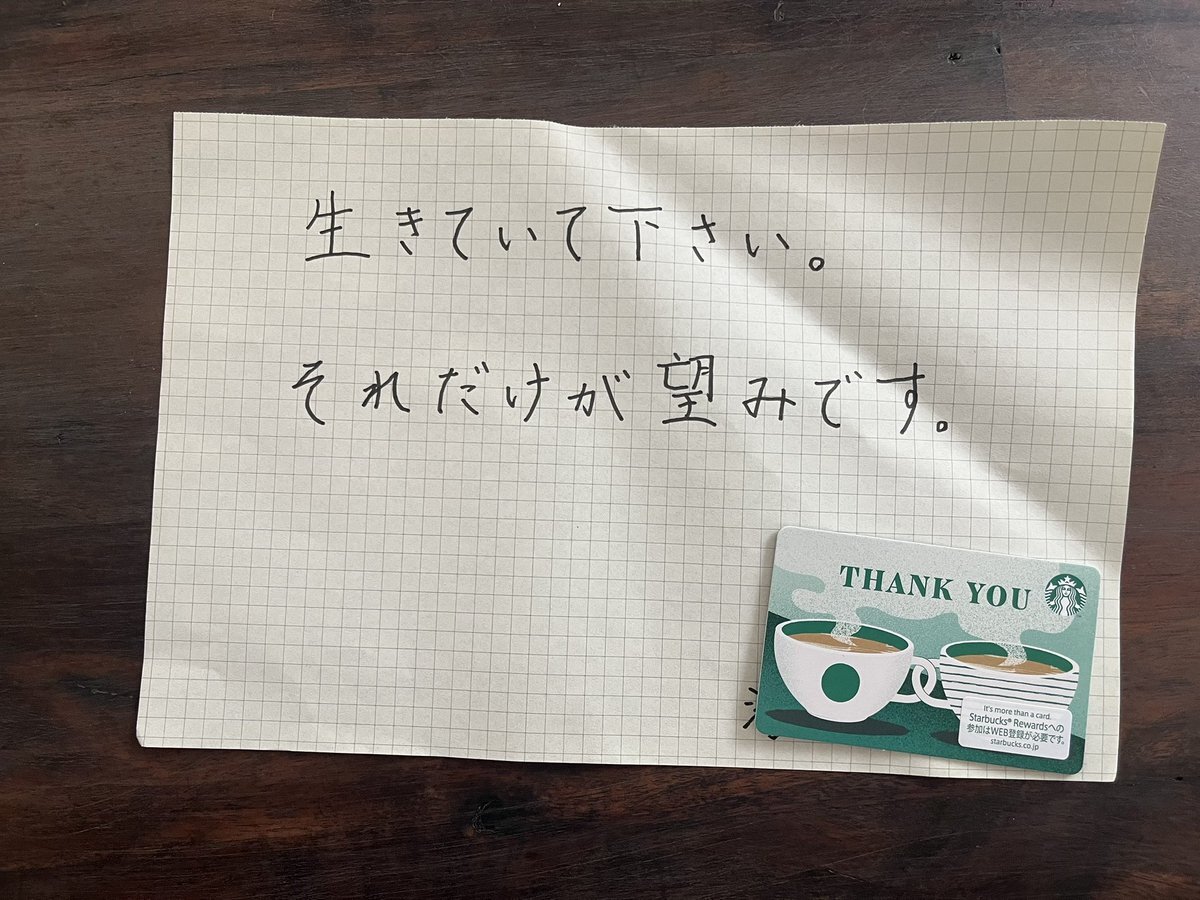 生きていて下さい。
それだけが望みです。
THANK YOU
It's more than a card.
Starbucks® Rewardsへの
参加はWEB登録が必要です。
starbucks.co.jp